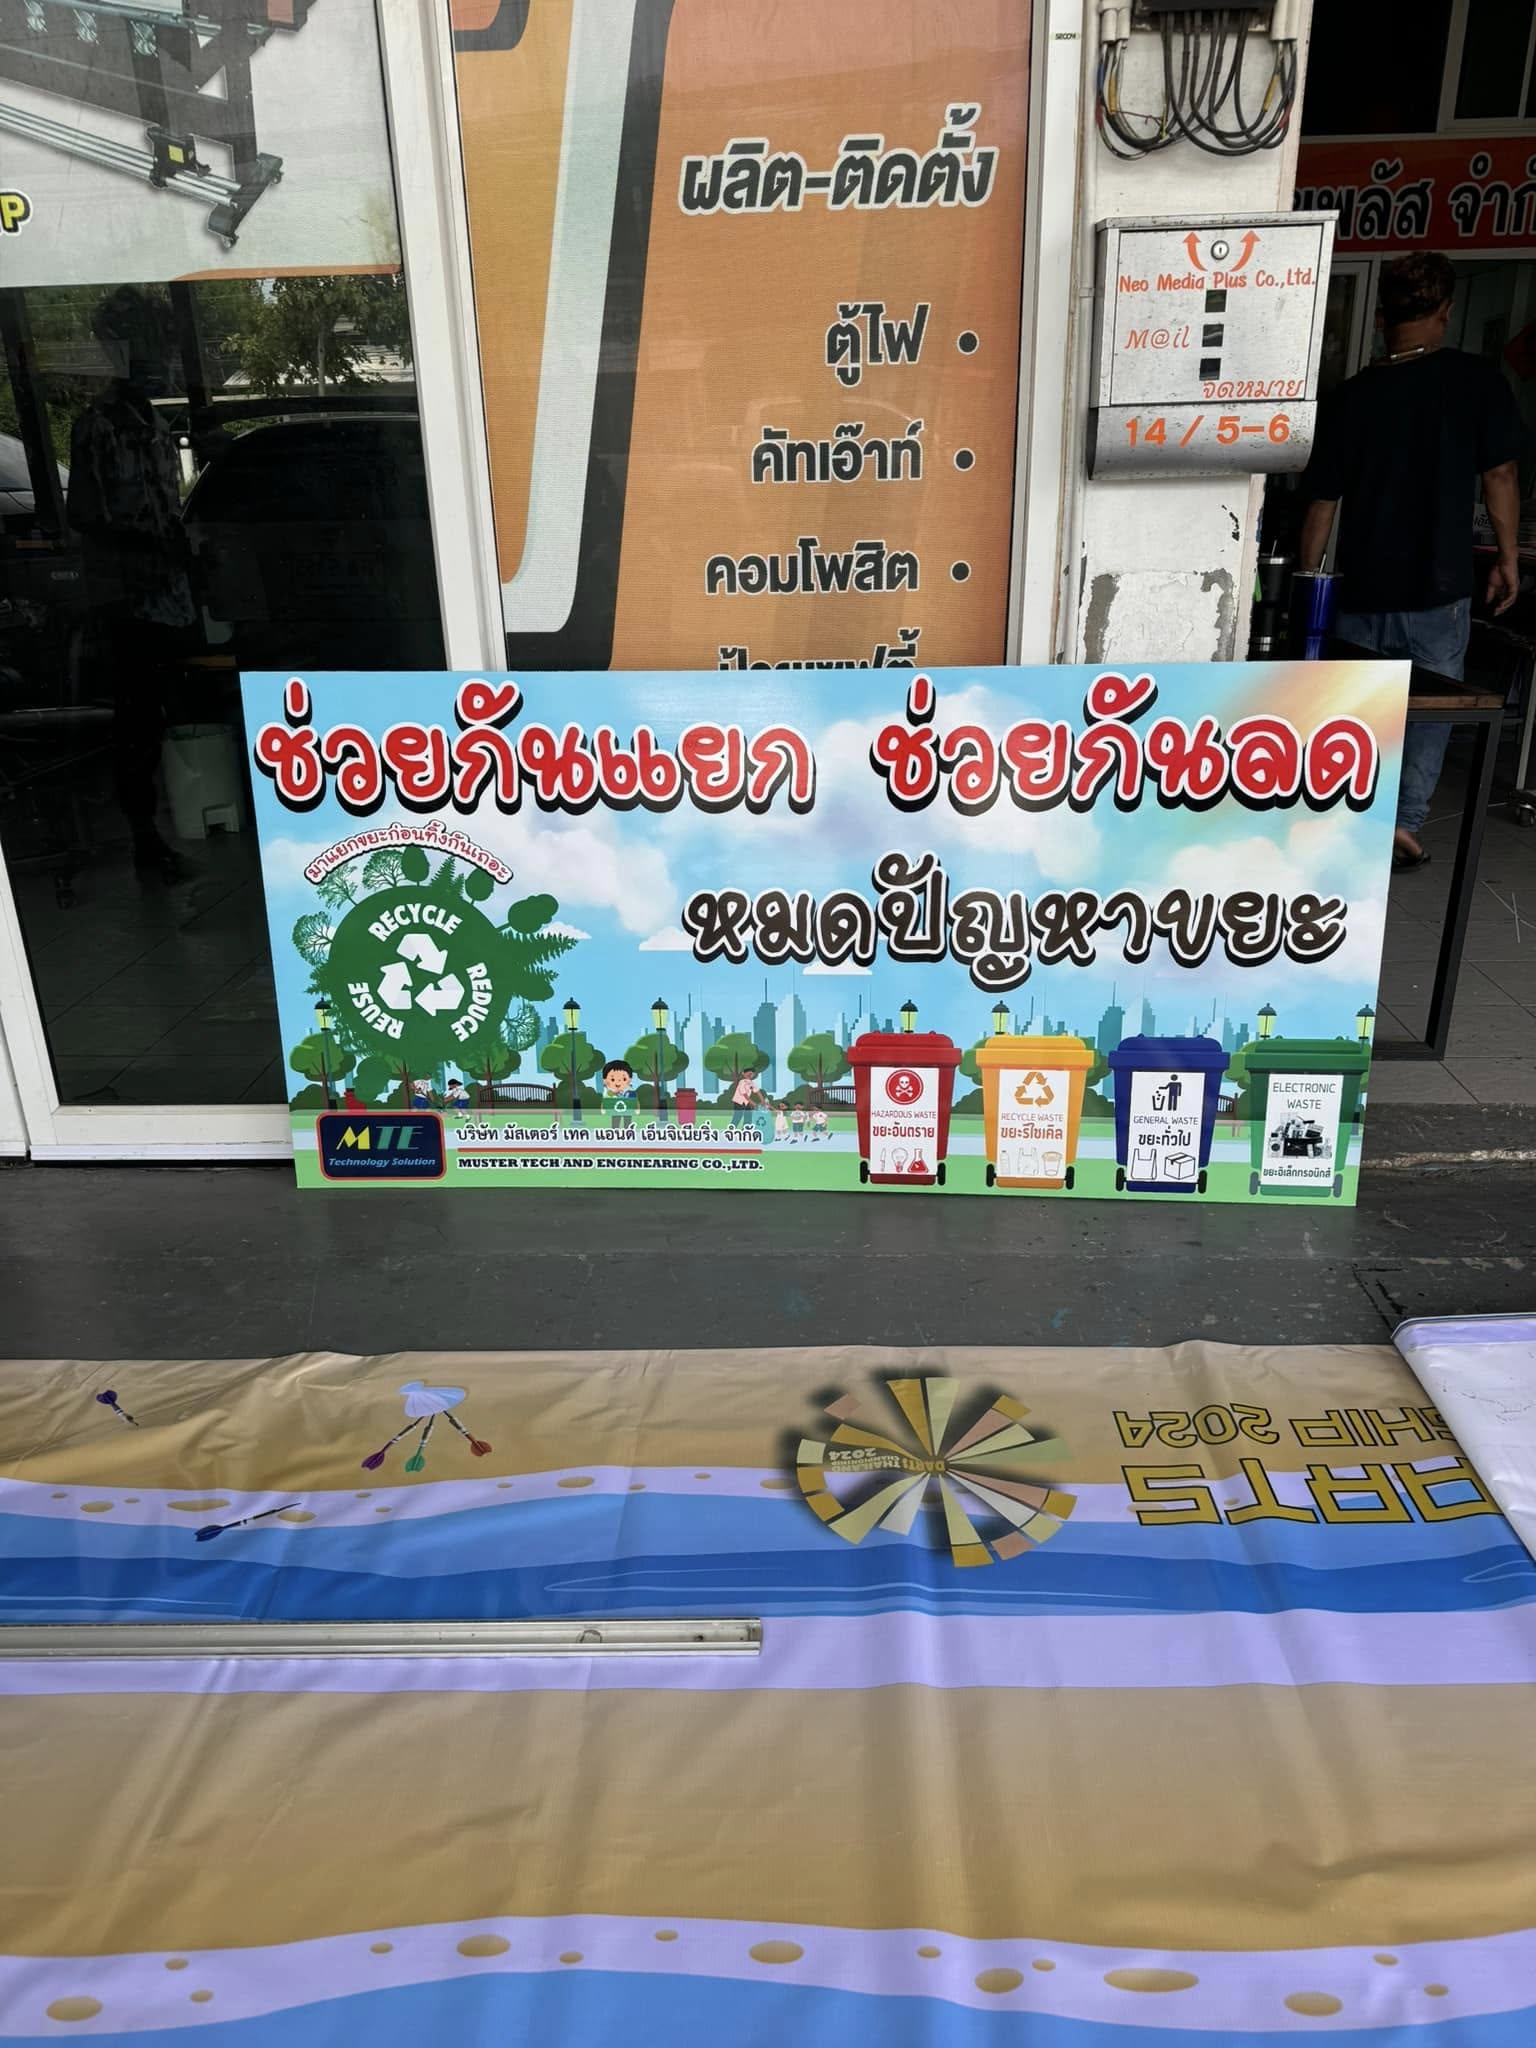 P
ผลิต-ติดตั้ง
ตู้ไฟ •
คัทเอ๊าท์ •
คอมโพสิต •
SECOM
Neo Media Plus Co.,Ltd.
M@il
จดหมาย
14 / 5-6
พลัส
ช่วยกันแยก ช่วยกันลด
หมดปัญหาขยะ
มาแยกขยะก่อนทิ้งกันเถอะ
RECYCLE
REDUCE
REUSE
MTE
Technology Solution
บริษัท มัสเตอร์ เทค แอนด์ เอ็นจิเนียริ่ง จำกัด
MUSTER TECH AND ENGINEARING CO.,LTD.
HAZARDOUS WASTE
ขยะอันตราย
RECYCLE WASTE
ขยะรีไซเคิล
GENERAL WASTE
ขยะทั่วไป
ELECTRONIC
WASTE
ขยะอิเล็กทรอนิกส์
DARTS THAILAND
CHAMPIONSHIP
2024
ARTS
SHIP 2024